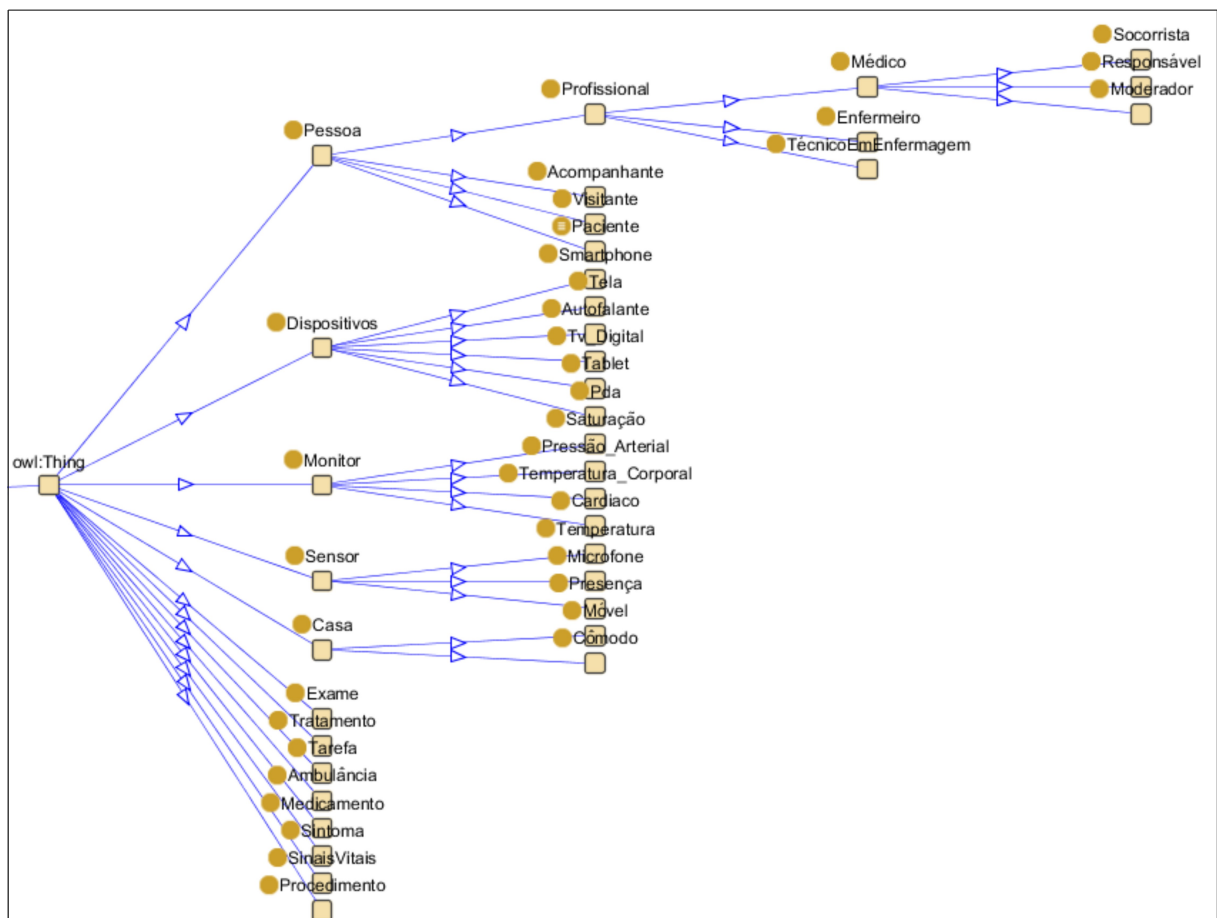 Socorrista
Médico
Responsável
Profissional
Moderador
Enfermeiro
Pessoa
TécnicoEmEnfermagem
Acompanhante
Visitante
Paciente
Smartphone
Tela
Autofalante
Dispositivos
Tv_Digital
Tablet
Pda
Saturação
Pressão_Arterial
owl:Thing
Monitor
Temperatura_Corporal
Cardiaco
Temperatura
Sensor
Microfone
Presença
Móvel
Casa
Cômodo
Exame
Tratamento
Tarefa
Ambulância
Medicamento
Sintoma
SinaisVitais
Procedimento